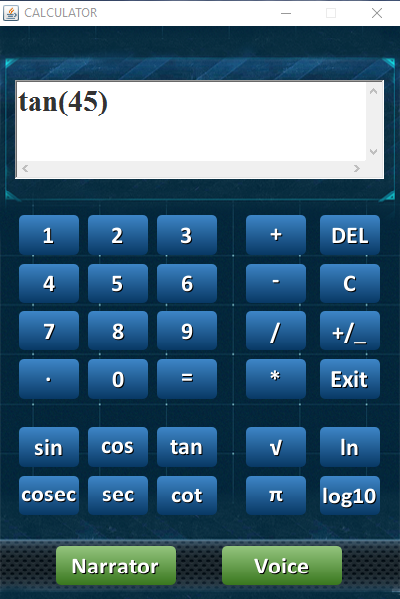 CALCULATOR
tan(45)
1 2 3 + DEL
4 5 6 - C
7 8 9 / +/_
. 0 = * Exit
sin cos tan √ ln
cosec sec cot π log10
Narrator Voice